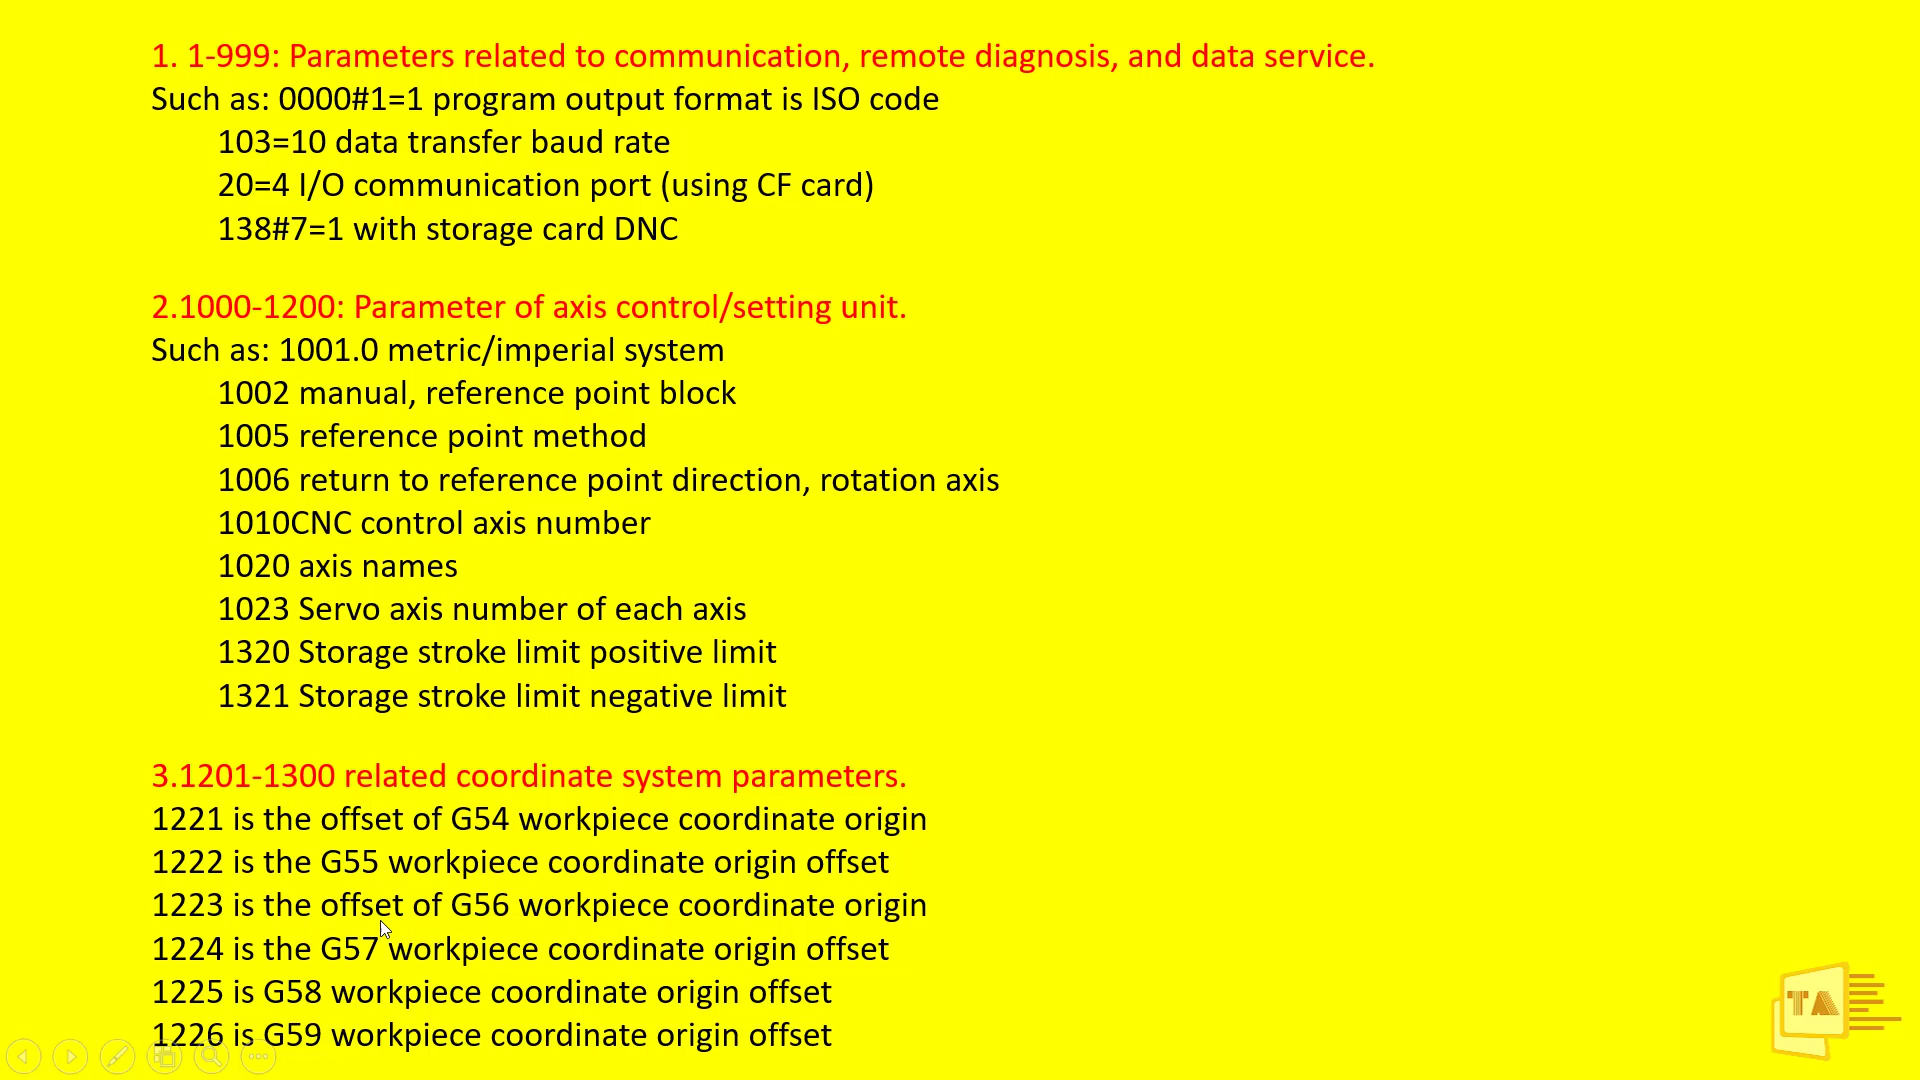 1. 1-999: Parameters related to communication, remote diagnosis, and data service.
Such as: 0000#1=1 program output format is ISO code
103=10 data transfer baud rate
20=4 I/O communication port (using CF card)
138#7=1 with storage card DNC
2.1000-1200: Parameter of axis control/setting unit.
Such as: 1001.0 metric/imperial system
1002 manual, reference point block
1005 reference point method
1006 return to reference point direction, rotation axis
1010CNC control axis number
1020 axis names
1023 Servo axis number of each axis
1320 Storage stroke limit positive limit
1321 Storage stroke limit negative limit
3.1201-1300 related coordinate system parameters.
1221 is the offset of G54 workpiece coordinate origin
1222 is the G55 workpiece coordinate origin offset
1223 is the offset of G56 workpiece coordinate origin
1224 is the G57 workpiece coordinate origin offset
1225 is G58 workpiece coordinate origin offset
1226 is G59 workpiece coordinate origin offset
TA